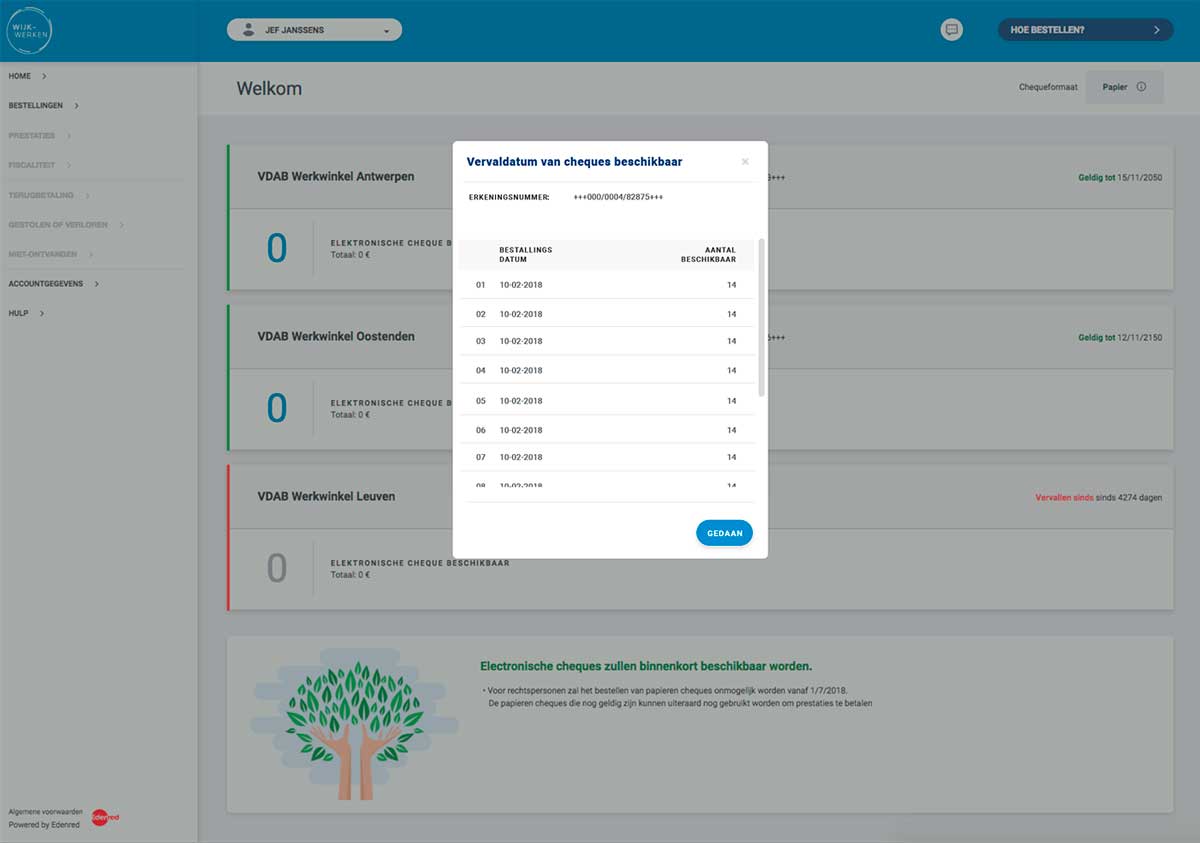 WIJK-
WERKEN
JEF JANSSENS
HOE BESTELLEN?
HOME
BESTELLINGEN
PRESTATIES
FISCALITEIT
TERUGBETALING
GESTOLEN OF VERLOREN
NIET-ONTVANGEN
ACCOUNTGEGEVENS
HULP
Welkom
Chequeformaat
Papier
VDAB Werkwinkel Antwerpen
+++
Geldig tot 15/11/2050
0
ELEKTRONISCHE CHEQUE B
Totaal: 0 €
VDAB Werkwinkel Oostenden
+++
Geldig tot 12/11/2150
0
ELEKTRONISCHE CHEQUE B
Totaal: 0 €
VDAB Werkwinkel Leuven
Vervallen sinds sinds 4274 dagen
0
ELEKTRONISCHE CHEQUE BESCHIKBAAR
Totaal: 0 €
Vervaldatum van cheques beschikbaar ×
ERKENINGSNUMMER: +++000/0004/82875+++
BESTALLINGS
DATUM
AANTAL
BESCHIKBAAR
01 10-02-2018 14
02 10-02-2018 14
03 10-02-2018 14
04 10-02-2018 14
05 10-02-2018 14
06 10-02-2018 14
07 10-02-2018 14
08 10-02-2018 14
GEDAAN
Electronische cheques zullen binnenkort beschikbaar worden.
• Voor rechtspersonen zal het bestellen van papieren cheques onmogelijk worden vanaf 1/7/2018.
De papieren cheques die nog geldig zijn kunnen uiteraard nog gebruikt worden om prestaties te betalen
Algemene voorwaarden
Powered by Edenred
Edenred